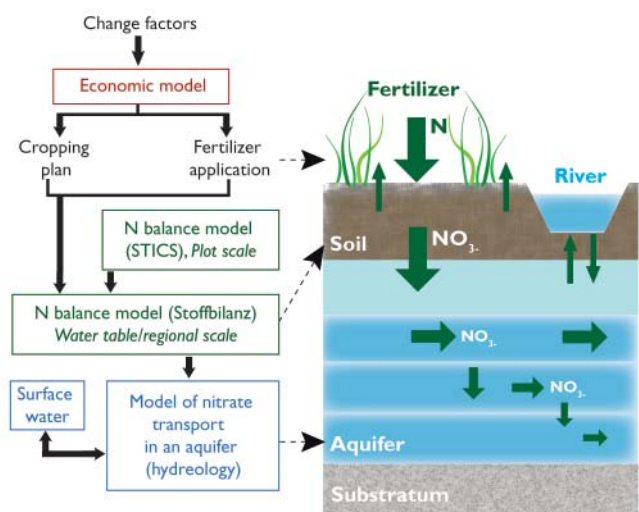 Change factors
Economic model
Cropping
plan
Fertilizer
application
N balance model
(STICS), Plot scale
N balance model (Stoffbilanz)
Water table/regional scale
Surface
water
Model of nitrate
transport
in an aquifer
(hydreology)
Fertilizer
N
River
Soil
NO3-
NO3-
NO3-
Aquifer
Substratum